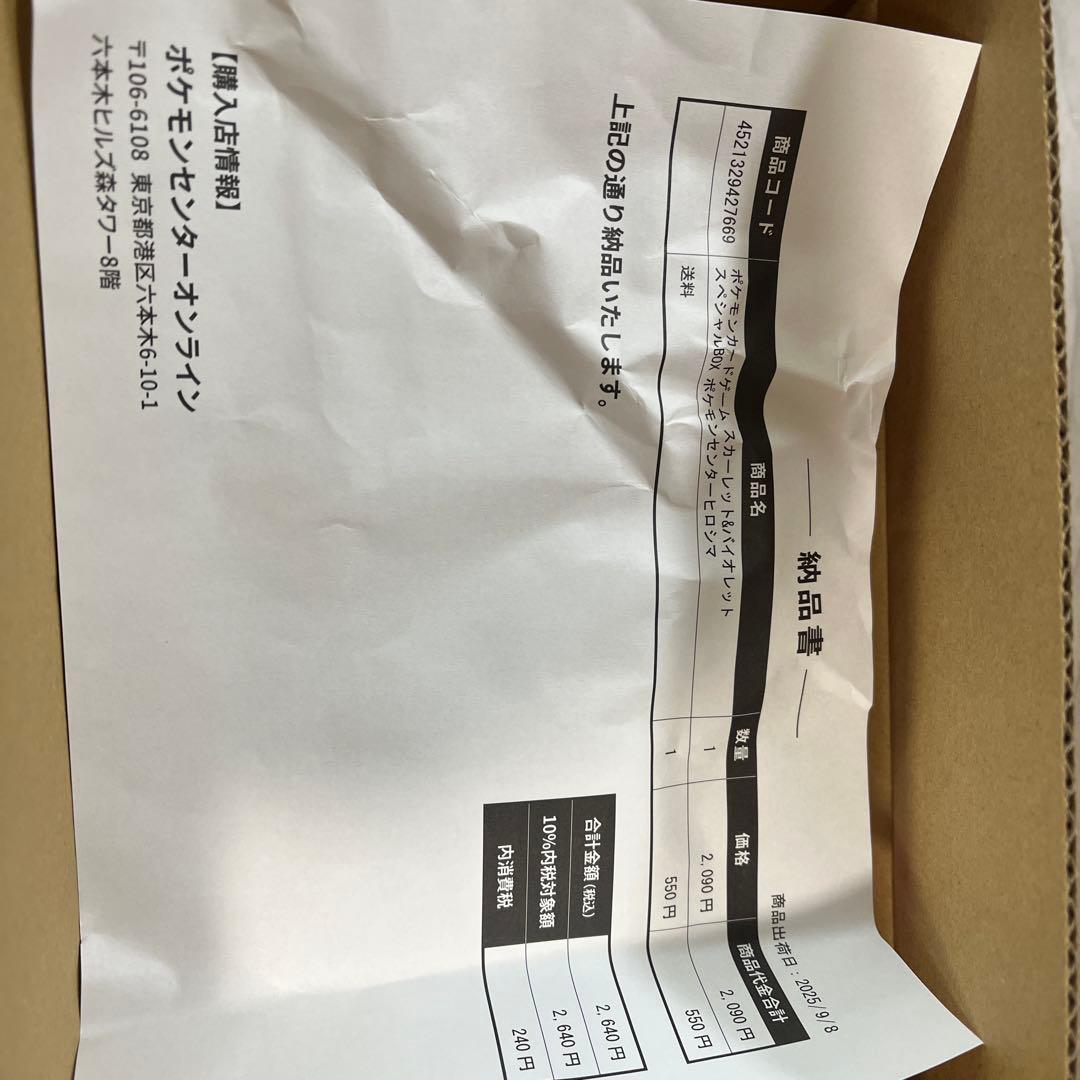 納品書
商品出荷日：2025/9/8
商品コード 商品名 数量 価格 商品代金合計
4521329427669 ポケモンカードゲーム スカーレット&バイオレット 1 2,090円 2,090円
スペシャルBOX ポケモンセンターヒロシマ
送料 1 550円 550円
上記の通り納品いたします。
合計金額(税込) 2,640円
10%内税対象額 2,640円
内消費税 240円
【購入店情報】
ポケモンセンターオンライン
〒106-6108 東京都港区六本木6-10-1
六本木ヒルズ森タワー8階